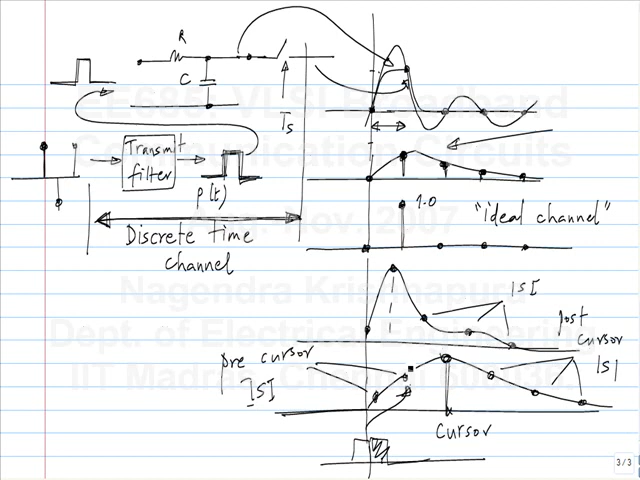 R
C
Ts
Transmit
filter
p(t)
Discrete Time
channel
1.0
"ideal channel"
ISI
post
cursor
ISI
pre cursor
ISI
cursor
EE685: VLSI Broadband
Communication Circuits
Aug.-Nov. 2007
Nagendra Krishnapura
Dept. of Electrical Engineering
IIT Madras, Chennai 600036
3/3